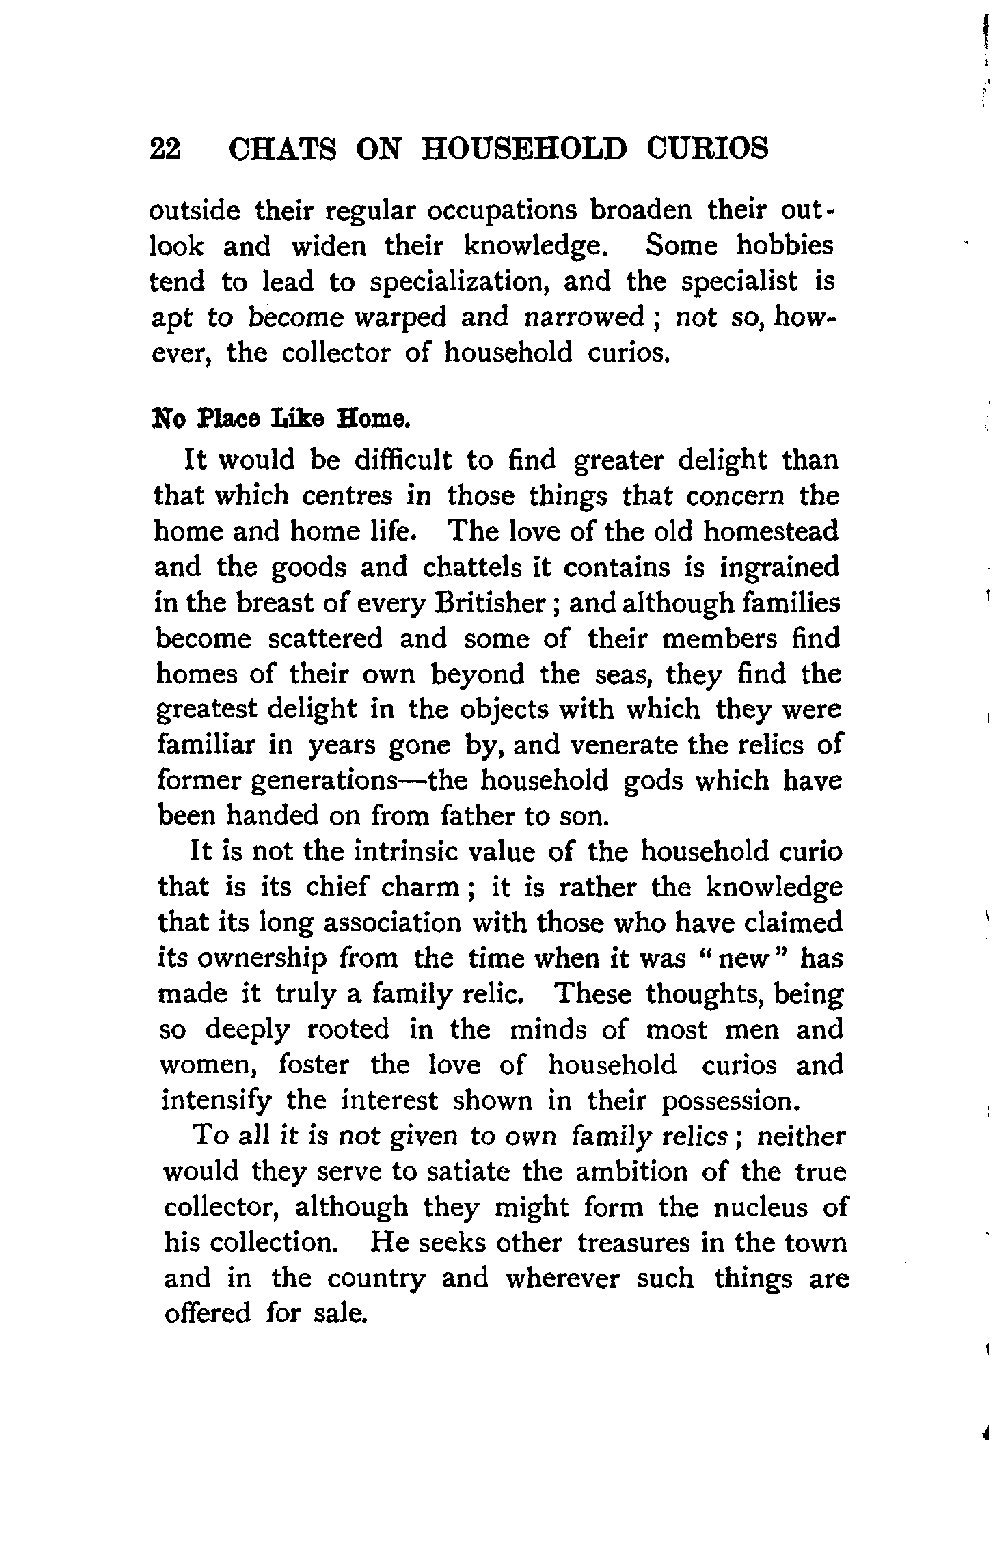 22 CHATS ON HOUSEHOLD CURIOS
outside their regular occupations broaden their out-
look and widen their knowledge. Some hobbies
tend to lead to specialization, and the specialist is
apt to become warped and narrowed ; not so, how-
ever, the collector of household curios.
No Place Like Home.
It would be difficult to find greater delight than
that which centres in those things that concern the
home and home life. The love of the old homestead
and the goods and chattels it contains is ingrained
in the breast of every Britisher ; and although families
become scattered and some of their members find
homes of their own beyond the seas, they find the
greatest delight in the objects with which they were
familiar in years gone by, and venerate the relics of
former generations—the household gods which have
been handed on from father to son.
It is not the intrinsic value of the household curio
that is its chief charm ; it is rather the knowledge
that its long association with those who have claimed
its ownership from the time when it was “ new ” has
made it truly a family relic. These thoughts, being
so deeply rooted in the minds of most men and
women, foster the love of household curios and
intensify the interest shown in their possession.
To all it is not given to own family relics ; neither
would they serve to satiate the ambition of the true
collector, although they might form the nucleus of
his collection. He seeks other treasures in the town
and in the country and wherever such things are
offered for sale.